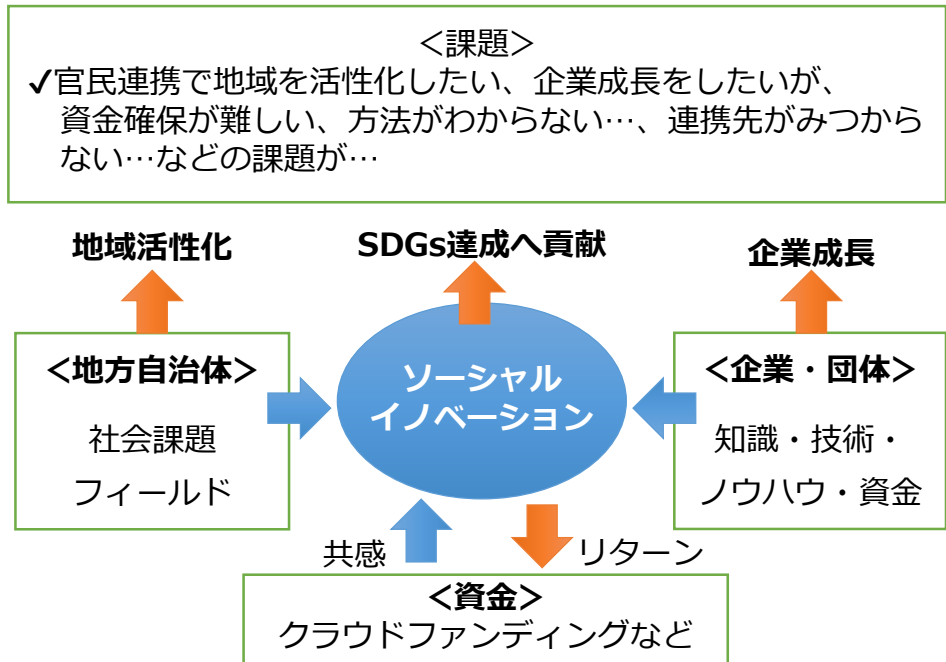 ＜課題＞
✓官民連携で地域を活性化したい、企業成長をしたいが、
資金確保が難しい、方法がわからない…、連携先がみつから
ない…などの課題が…
地域活性化
SDGs達成へ貢献
企業成長
＜地方自治体＞
社会課題
フィールド
ソーシャル
イノベーション
＜企業・団体＞
知識・技術・
ノウハウ・資金
共感
リターン
＜資金＞
クラウドファンディングなど